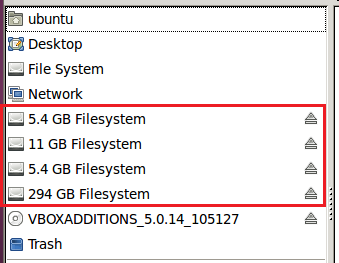 ubuntu
Desktop
File System
Network
5.4 GB Filesystem
11 GB Filesystem
5.4 GB Filesystem
294 GB Filesystem
VBOXADDITIONS_5.0.14_105127
Trash